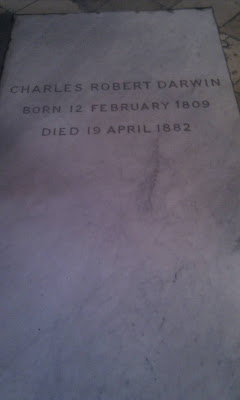 CHARLES ROBERT DARWIN
BORN 12 FEBRUARY 1809
DIED 19 APRIL 1882